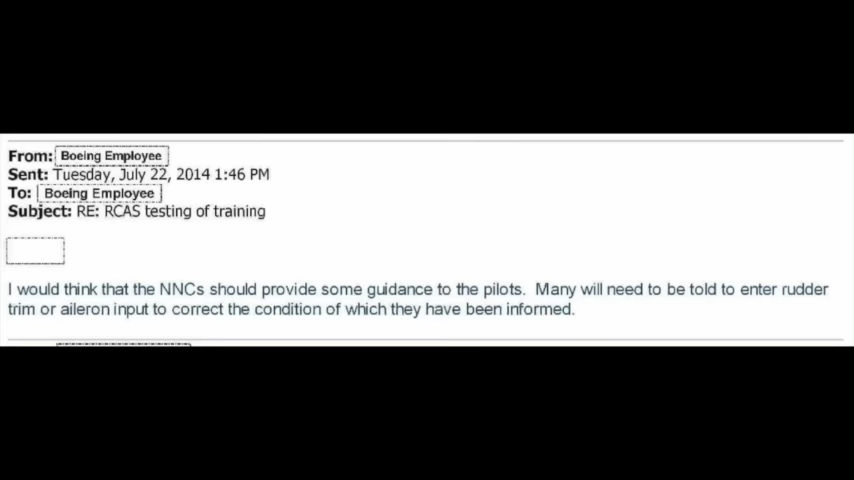 From: Boeing Employee
Sent: Tuesday, July 22, 2014 1:46 PM
To: Boeing Employee
Subject: RE: RCAS testing of training
I would think that the NNCs should provide some guidance to the pilots. Many will need to be told to enter rudder
trim or aileron input to correct the condition of which they have been informed.